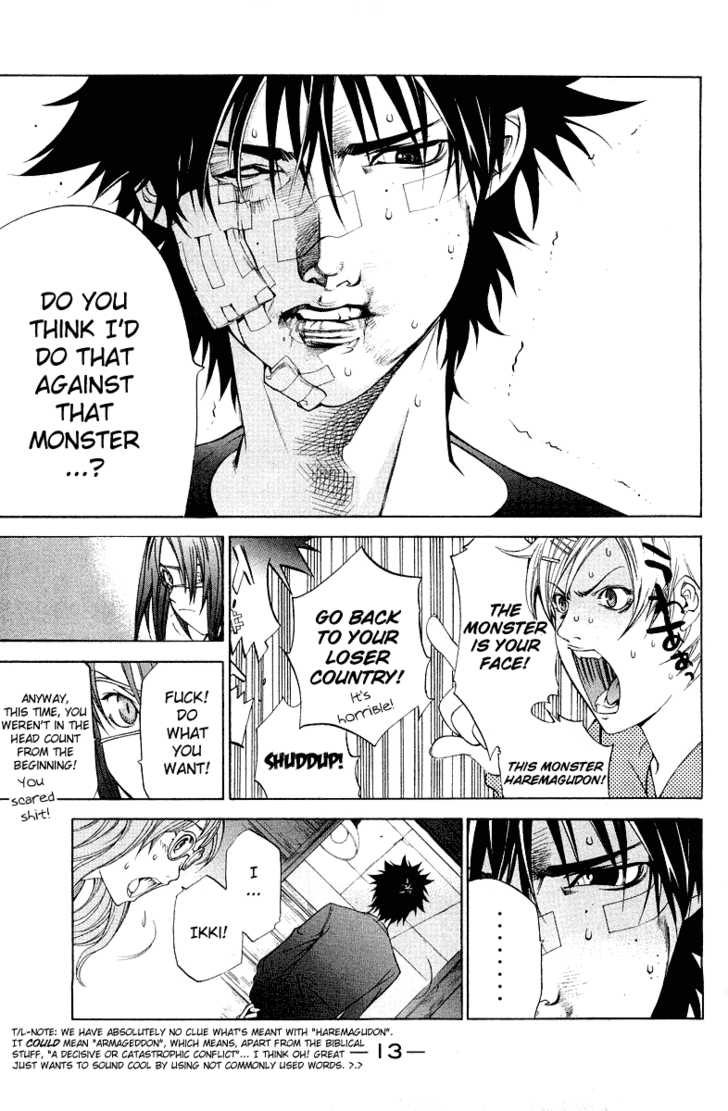 DO YOU
THINK I'D
DO THAT
AGAINST
THAT
MONSTER
...?
THE
MONSTER
IS YOUR
FACE!
THIS MONSTER
HAREMAGUDON!
GO BACK
TO YOUR
LOSER
COUNTRY!
It's
horrible!
SHUDDUP!
FUCK!
DO
WHAT
YOU
WANT!
ANYWAY,
THIS TIME, YOU
WEREN'T IN THE
HEAD COUNT
FROM THE
BEGINNING!
You
scared
shit!
.......
I
...
IKKI!
T/L-NOTE: WE HAVE ABSOLUTELY NO CLUE WHAT'S MEANT WITH "HAREMAGUDON".
IT COULD MEAN "ARMAGEDDON", WHICH MEANS, APART FROM THE BIBLICAL
STUFF, "A DECISIVE OR CATASTROPHIC CONFLICT"... I THINK OH! GREAT
JUST WANTS TO SOUND COOL BY USING NOT COMMONLY USED WORDS. >.>
—13—